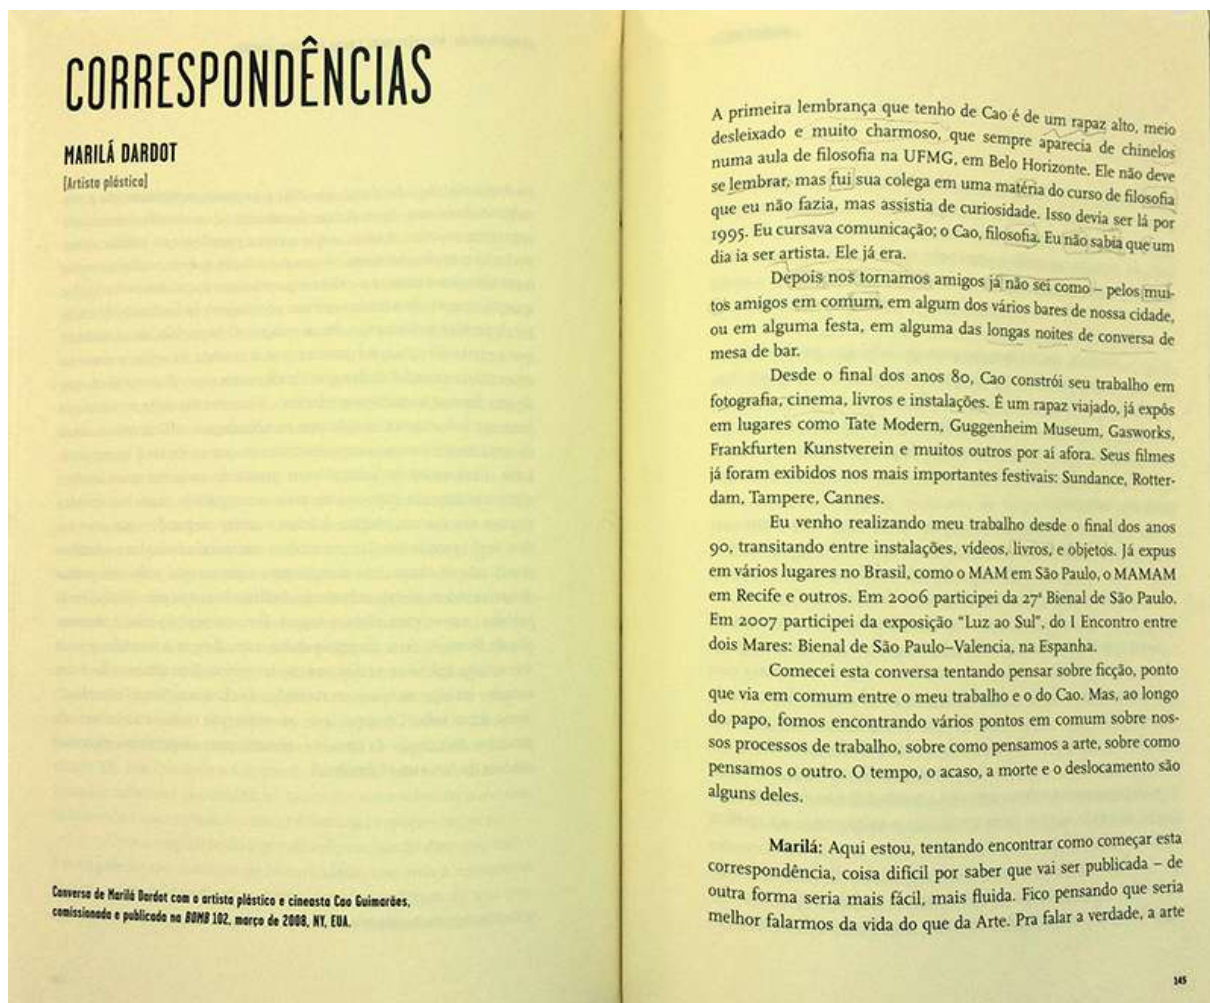 CORRESPONDÊNCIAS
MARILÁ DARDOT
[Artista plástica]
Conversa de Marilá Dardot com o artista plástico e cineasta Cao Guimarães,
comissionada e publicada na BOMB 102, março de 2008, NY, EUA.
A primeira lembrança que tenho de Cao é de um rapaz alto, meio
desleixado e muito charmoso, que sempre aparecia de chinelos
numa aula de filosofia na UFMG, em Belo Horizonte. Ele não deve
se lembrar, mas fui sua colega em uma matéria do curso de filosofia
que eu não fazia, mas assistia de curiosidade. Isso devia ser lá por
1995. Eu cursava comunicação; o Cao, filosofia. Eu não sabia que um
dia ia ser artista. Ele já era.
Depois nos tornamos amigos já não sei como – pelos mui-
tos amigos em comum, em algum dos vários bares de nossa cidade,
ou em alguma festa, em alguma das longas noites de conversa de
mesa de bar.
Desde o final dos anos 80, Cao constrói seu trabalho em
fotografia, cinema, livros e instalações. É um rapaz viajado, já expôs
em lugares como Tate Modern, Guggenheim Museum, Gasworks,
Frankfurten Kunstverein e muitos outros por aí afora. Seus filmes
já foram exibidos nos mais importantes festivais: Sundance, Rotter-
dam, Tampere, Cannes.
Eu venho realizando meu trabalho desde o final dos anos
90, transitando entre instalações, vídeos, livros, e objetos. Já expus
em vários lugares no Brasil, como o MAM em São Paulo, o MAMAM
em Recife e outros. Em 2006 participei da 27ª Bienal de São Paulo.
Em 2007 participei da exposição "Luz ao Sul", do I Encontro entre
dois Mares: Bienal de São Paulo–Valencia, na Espanha.
Comecei esta conversa tentando pensar sobre ficção, ponto
que via em comum entre o meu trabalho e o do Cao. Mas, ao longo
do papo, fomos encontrando vários pontos em comum sobre nos-
sos processos de trabalho, sobre como pensamos a arte, sobre como
pensamos o outro. O tempo, o acaso, a morte e o deslocamento são
alguns deles.
Marilá: Aqui estou, tentando encontrar como começar esta
correspondência, coisa difícil por saber que vai ser publicada – de
outra forma seria mais fácil, mais fluida. Fico pensando que seria
melhor falarmos da vida do que da Arte. Pra falar a verdade, a arte
145